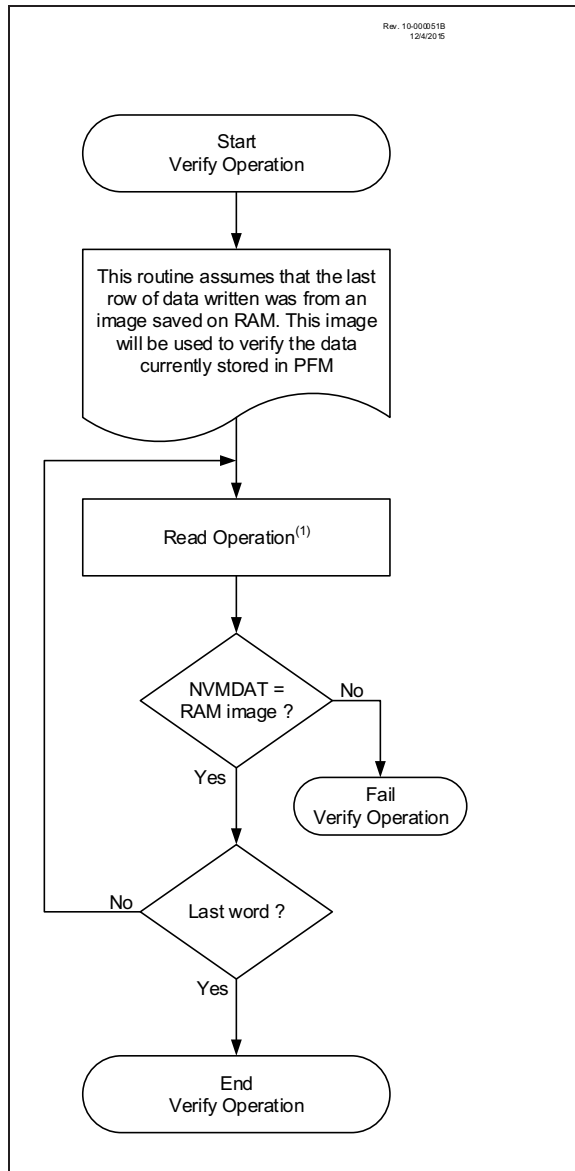 Rev. 10-000051B
12/4/2015
Start
Verify Operation
This routine assumes that the last
row of data written was from an
image saved on RAM. This image
will be used to verify the data
currently stored in PFM
Read Operation(1)
NVMDAT =
RAM image ?
No
Yes
Fail
Verify Operation
No
Last word ?
Yes
End
Verify Operation